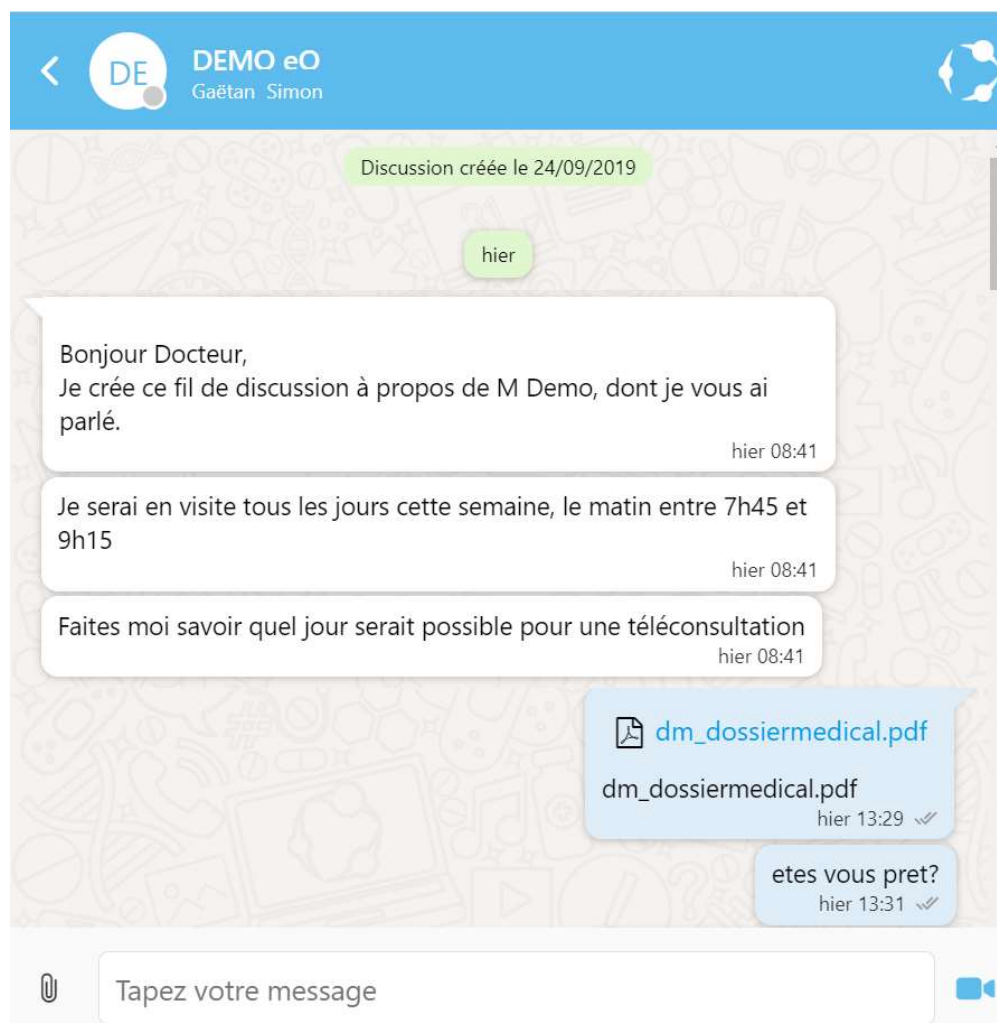 DE
DEMO eO
Gaëtan Simon
Discussion créée le 24/09/2019
hier
Bonjour Docteur,
Je crée ce fil de discussion à propos de M Demo, dont je vous ai
parlé.
hier 08:41
Je serai en visite tous les jours cette semaine, le matin entre 7h45 et
9h15
hier 08:41
Faites moi savoir quel jour serait possible pour une téléconsultation
hier 08:41
dm_dossiermedical.pdf
dm_dossiermedical.pdf
hier 13:29
etes vous pret?
hier 13:31
Tapez votre message